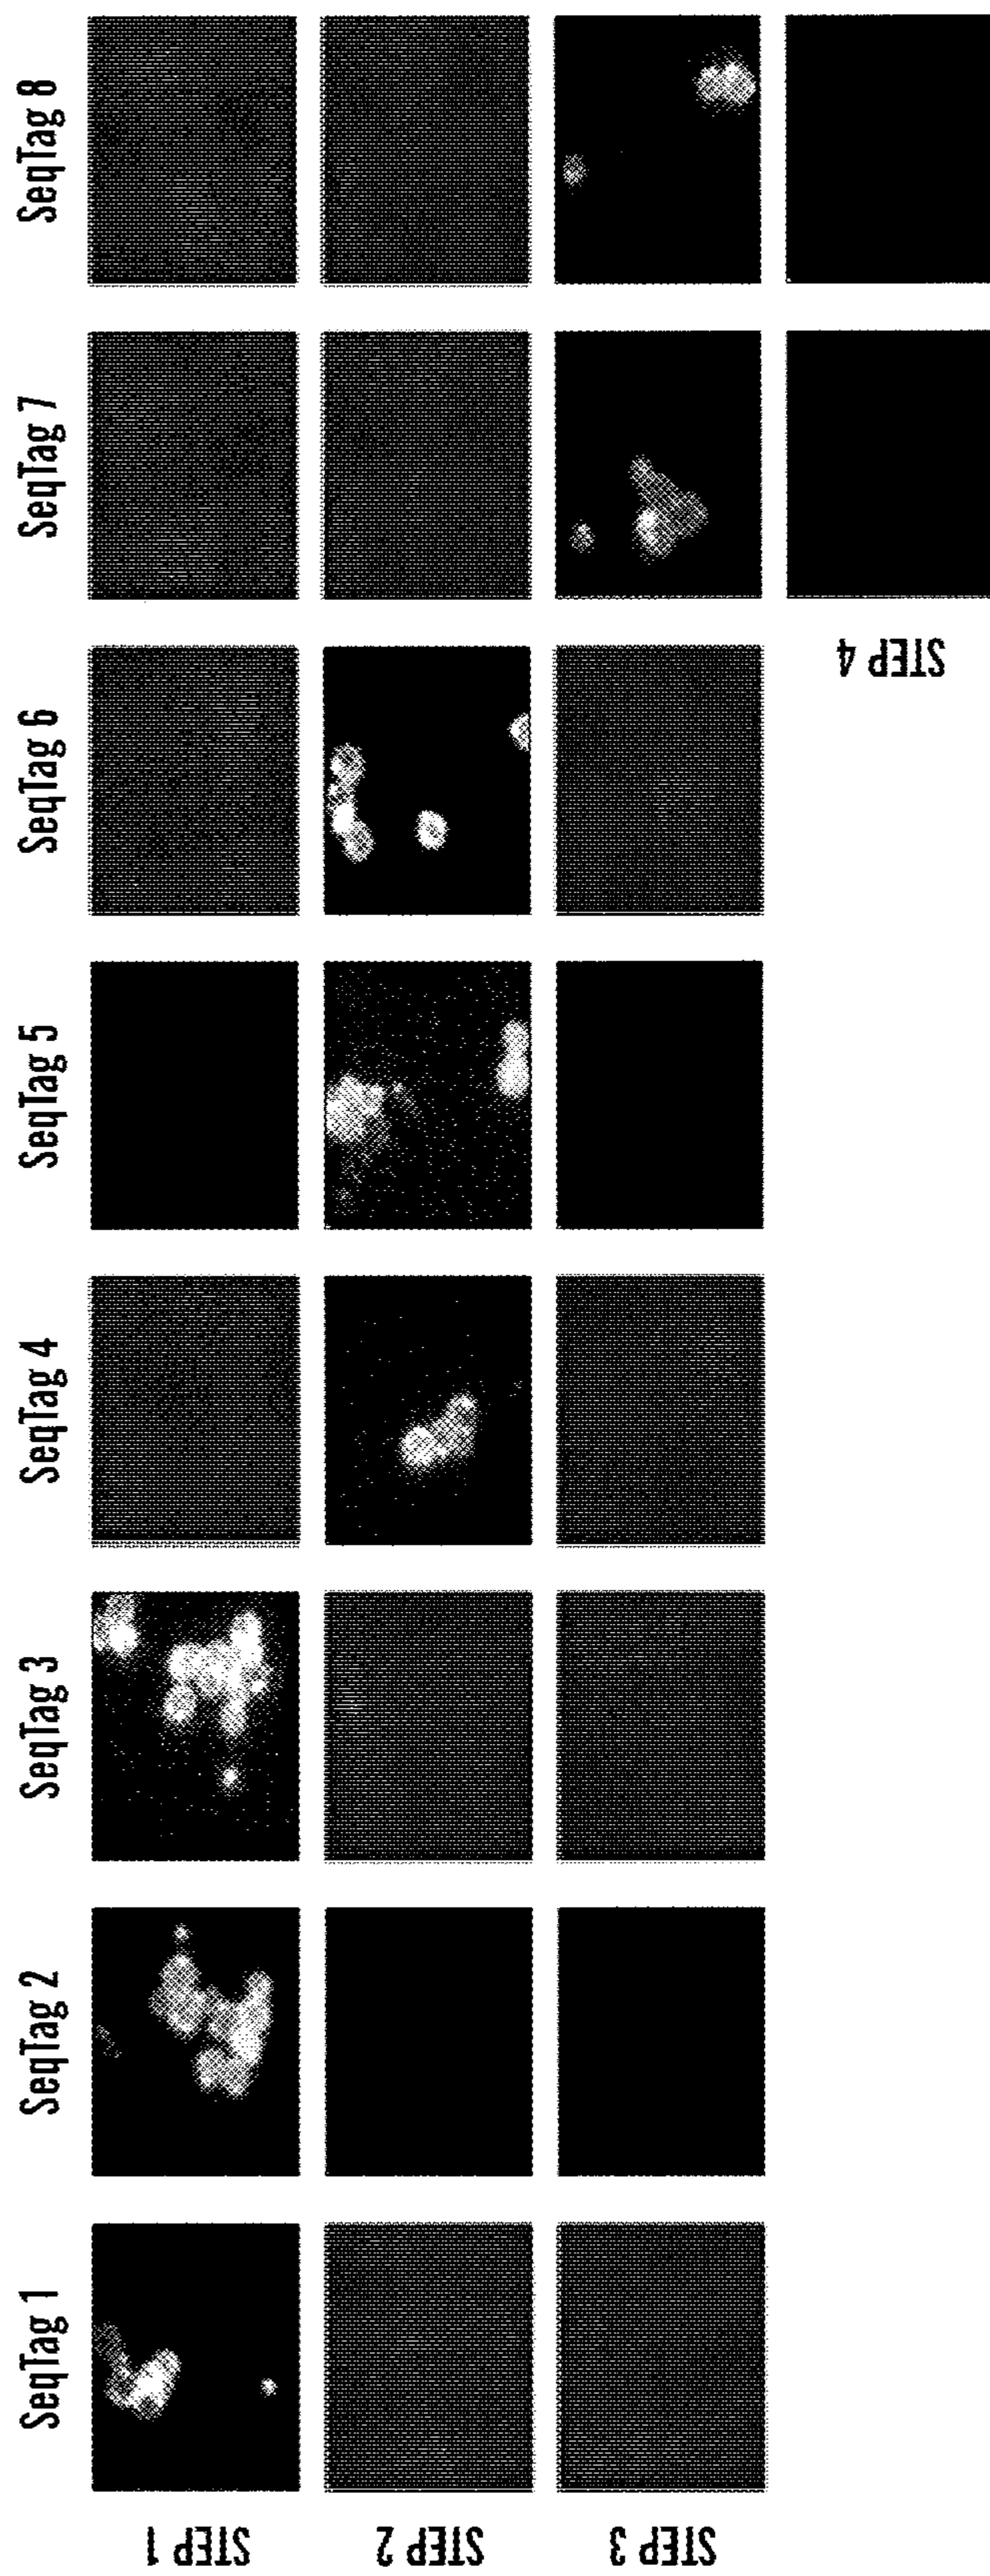 SeqTag 1
SeqTag 2
SeqTag 3
SeqTag 4
SeqTag 5
SeqTag 6
SeqTag 7
SeqTag 8
STEP 1
STEP 2
STEP 3
STEP 4